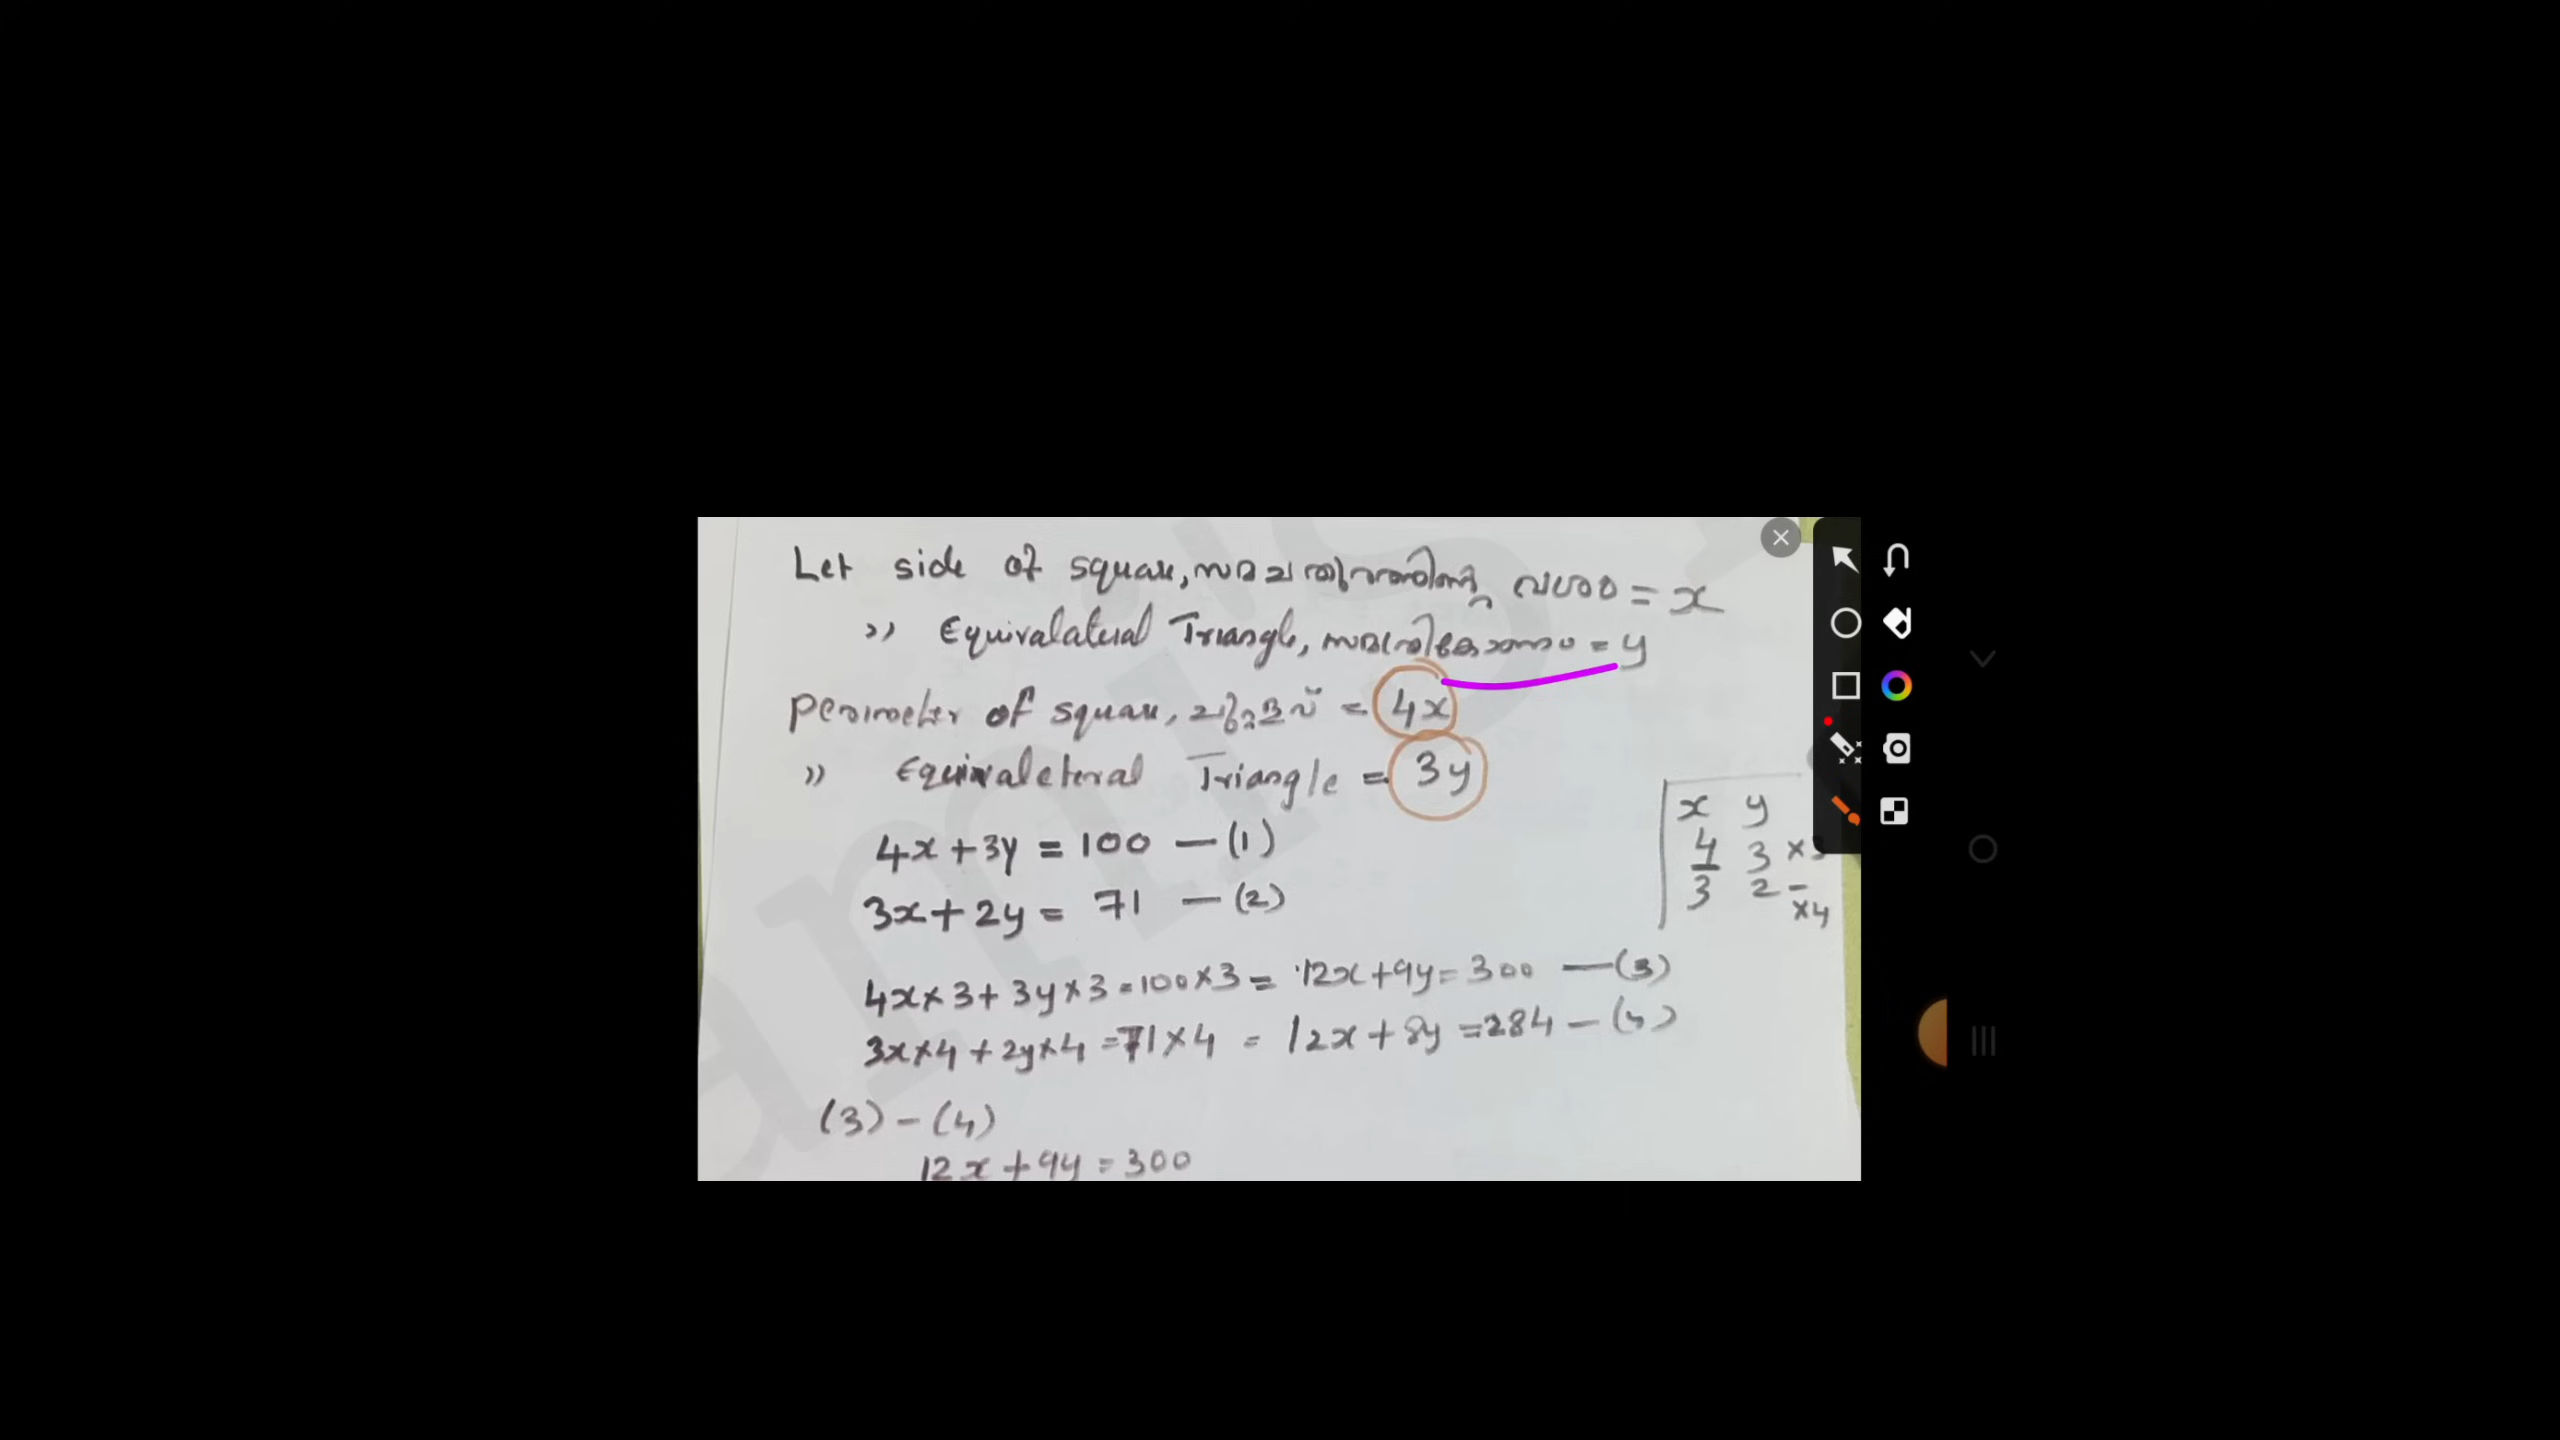 Let side of square, സമചതുരത്തിന്റെ വശം = x
›› Equivalaterial Triangle, സമത്രികോണം = y
Perimeter of square, ചുറ്റളവ് = 4x
›› Equivaleteral Triangle = 3y
4x + 3y = 100 — (1)
3x + 2y = 71 — (2)
x y
4 3 ×3
3 2 – ×4
4x×3 + 3y×3 = 100×3 = 12x + 9y = 300 — (3)
3x×4 + 2y×4 = 71×4 = 12x + 8y = 284 – (4)
(3) – (4)
12x + 9y = 300